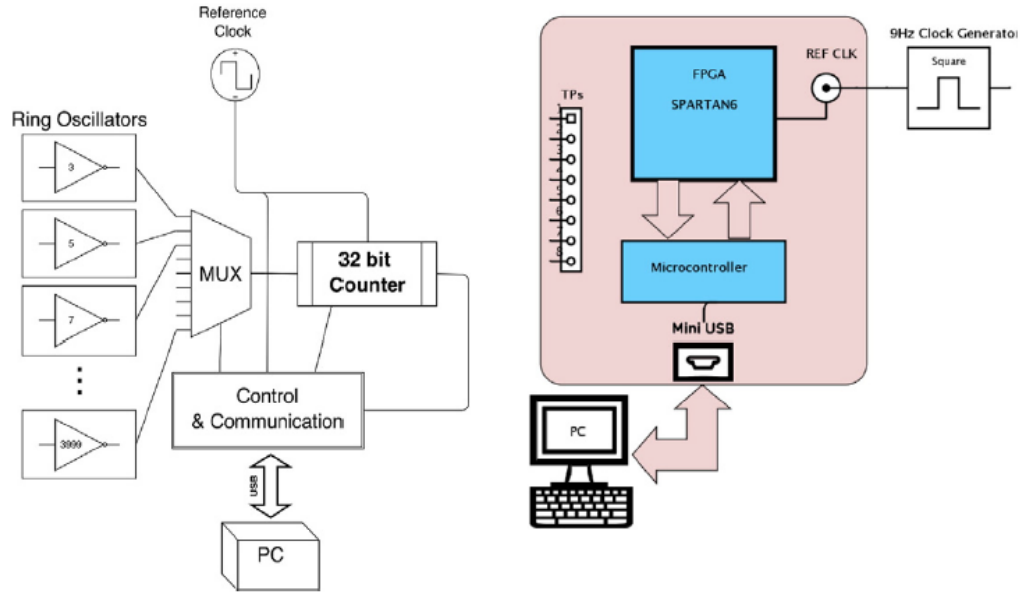 Reference
Clock
Ring Oscillators
3
5
7
3999
MUX
32 bit
Counter
Control
& Communication
USB
PC
FPGA
SPARTAN6
REF CLK
9Hz Clock Generator
Square
TPs
Microcontroller
Mini USB
PC